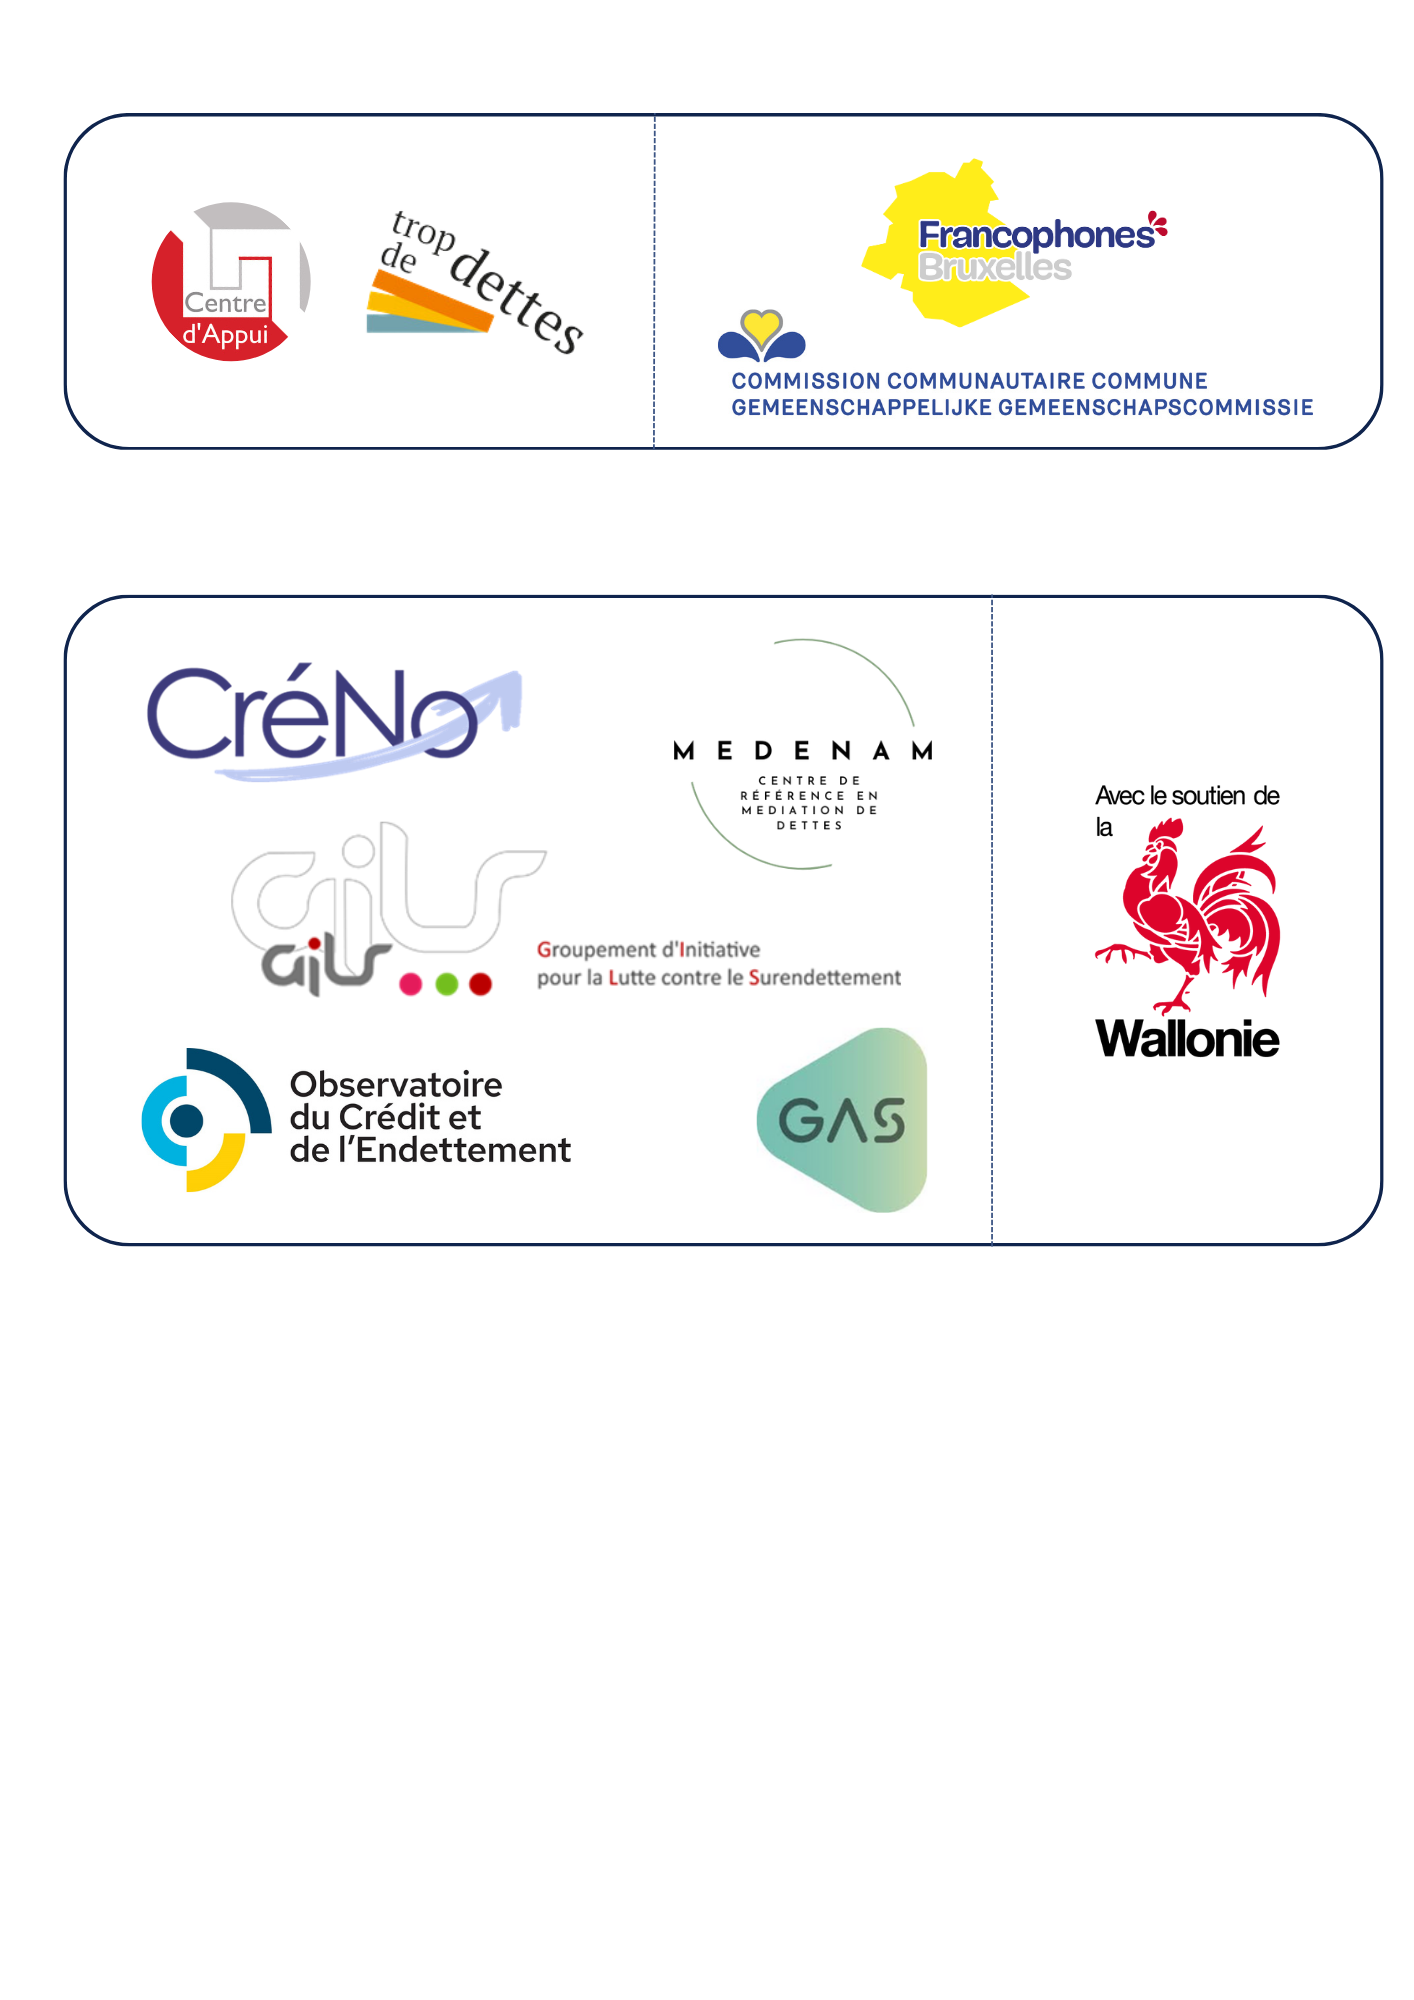 Centre
d'Appui
trop
de dettes
Francophones
Bruxelles
COMMISSION COMMUNAUTAIRE COMMUNE
GEMEENSCHAPPELIJKE GEMEENSCHAPSCOMMISSIE
CréNo
MEDENAM
CENTRE DE
RÉFÉRENCE EN
MEDIATION DE
DETTES
Avec le soutien de
la
Wallonie
gils
gils
Groupement d'Initiative
pour la Lutte contre le Surendettement
Observatoire
du Crédit et
de l’Endettement
GAS